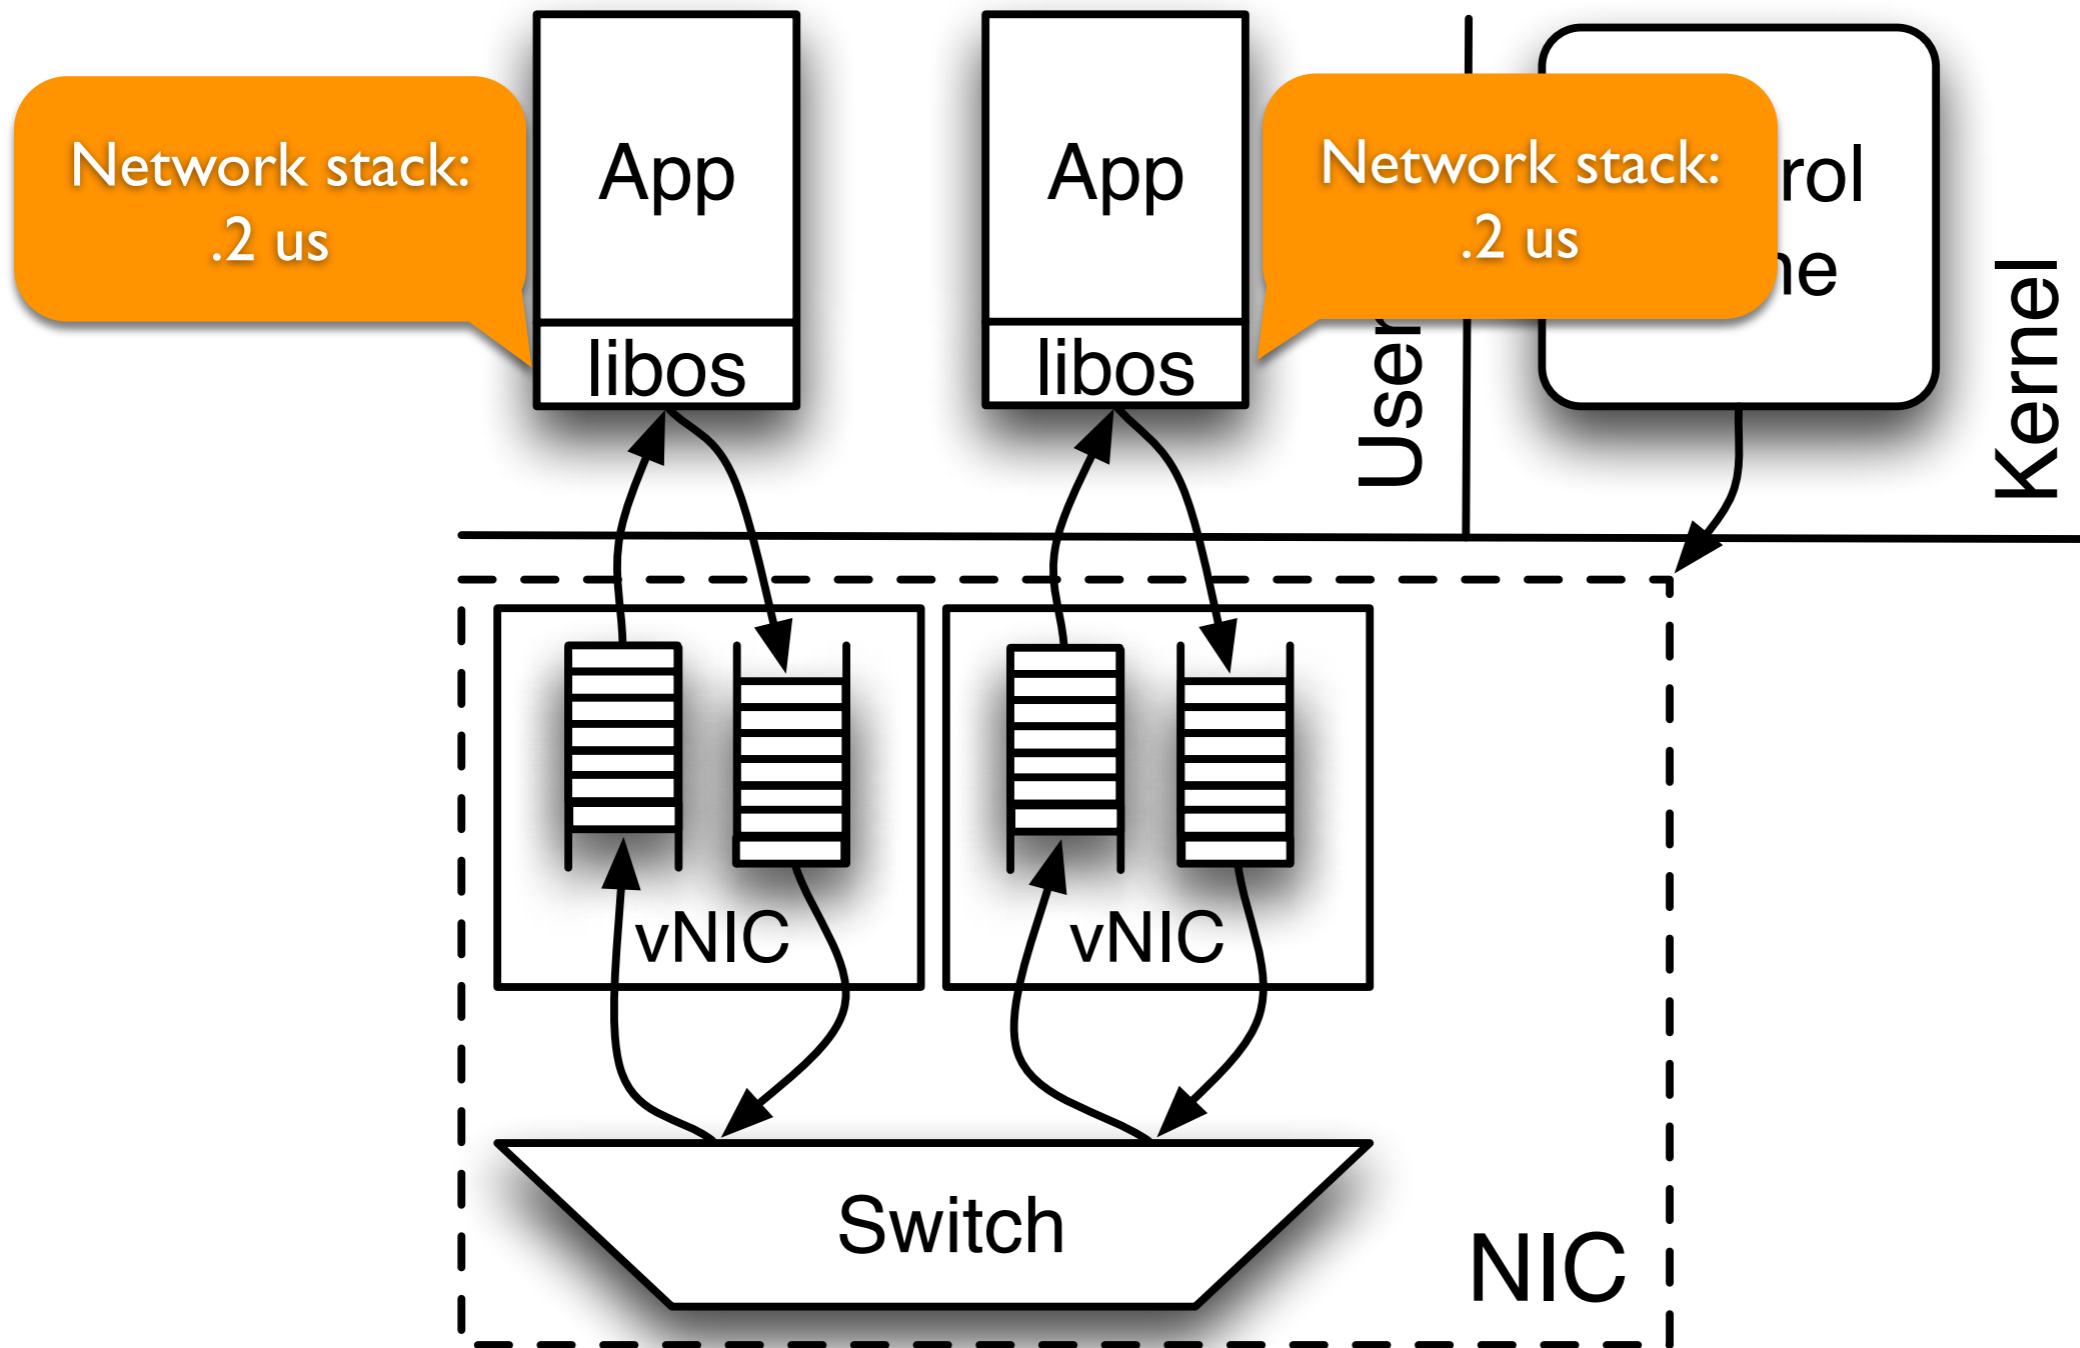 Network stack:
.2 us
App
libos
App
libos
Network stack:
.2 us
rol
User
Kernel
vNIC
vNIC
Switch
NIC